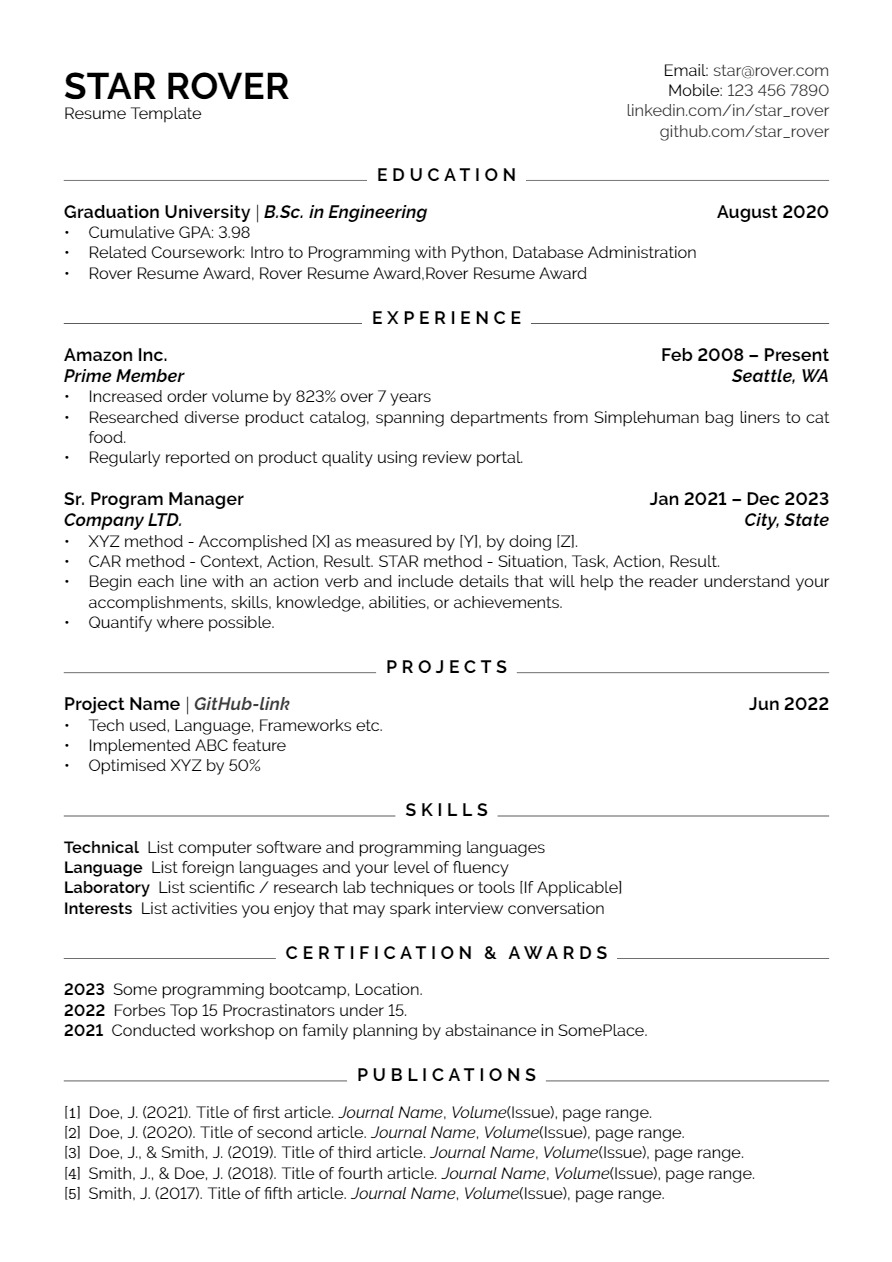 STAR ROVER
Resume Template
Email: star@rover.com
Mobile: 123 456 7890
linkedin.com/in/star_rover
github.com/star_rover
EDUCATION
Graduation University | B.Sc. in Engineering August 2020
• Cumulative GPA: 3.98
• Related Coursework: Intro to Programming with Python, Database Administration
• Rover Resume Award, Rover Resume Award,Rover Resume Award
EXPERIENCE
Amazon Inc. Feb 2008 – Present
Prime Member Seattle, WA
• Increased order volume by 823% over 7 years
• Researched diverse product catalog, spanning departments from Simplehuman bag liners to cat
food.
• Regularly reported on product quality using review portal.
Sr. Program Manager Jan 2021 – Dec 2023
Company LTD. City, State
• XYZ method - Accomplished [X] as measured by [Y], by doing [Z].
• CAR method - Context, Action, Result. STAR method - Situation, Task, Action, Result.
• Begin each line with an action verb and include details that will help the reader understand your
accomplishments, skills, knowledge, abilities, or achievements.
• Quantify where possible.
PROJECTS
Project Name | GitHub-link Jun 2022
• Tech used, Language, Frameworks etc.
• Implemented ABC feature
• Optimised XYZ by 50%
SKILLS
Technical List computer software and programming languages
Language List foreign languages and your level of fluency
Laboratory List scientific / research lab techniques or tools [If Applicable]
Interests List activities you enjoy that may spark interview conversation
CERTIFICATION & AWARDS
2023 Some programming bootcamp, Location.
2022 Forbes Top 15 Procrastinators under 15.
2021 Conducted workshop on family planning by abstainance in SomePlace.
PUBLICATIONS
[1] Doe, J. (2021). Title of first article. Journal Name, Volume(Issue), page range.
[2] Doe, J. (2020). Title of second article. Journal Name, Volume(Issue), page range.
[3] Doe, J., & Smith, J. (2019). Title of third article. Journal Name, Volume(Issue), page range.
[4] Smith, J., & Doe, J. (2018). Title of fourth article. Journal Name, Volume(Issue), page range.
[5] Smith, J. (2017). Title of fifth article. Journal Name, Volume(Issue), page range.